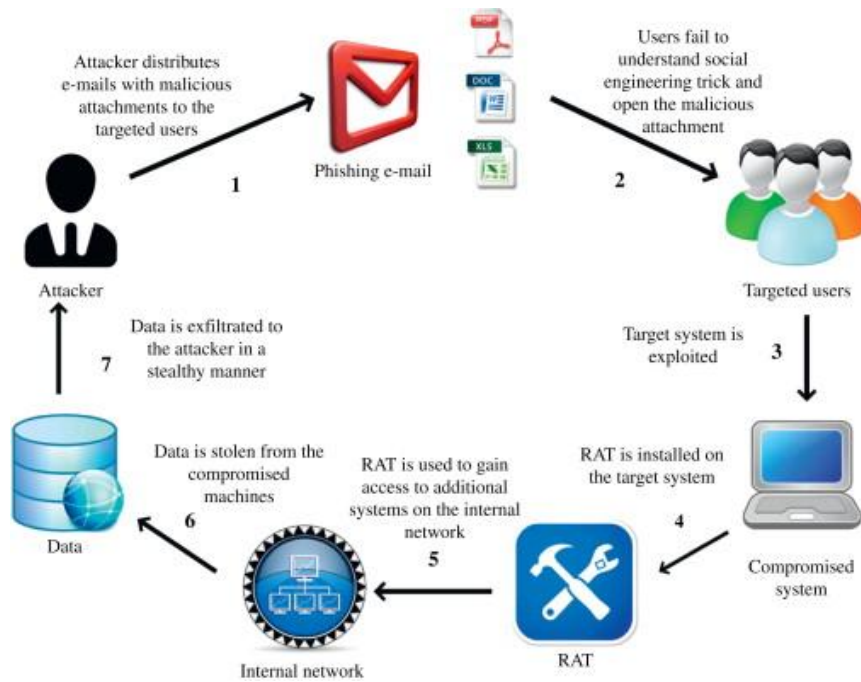 Attacker distributes
e-mails with malicious
attachments to the
targeted users
1
Phishing e-mail
DOC
XLS
Users fail to
understand social
engineering trick and
open the malicious
attachment
2
Attacker
Targeted users
Target system is
exploited
3
Compromised
system
RAT is installed on
the target system
4
RAT
RAT is used to gain
access to additional
systems on the internal
network
5
Internal network
Data is stolen from the
compromised
machines
6
Data
Data is exfiltrated to
the attacker in a
stealthy manner
7